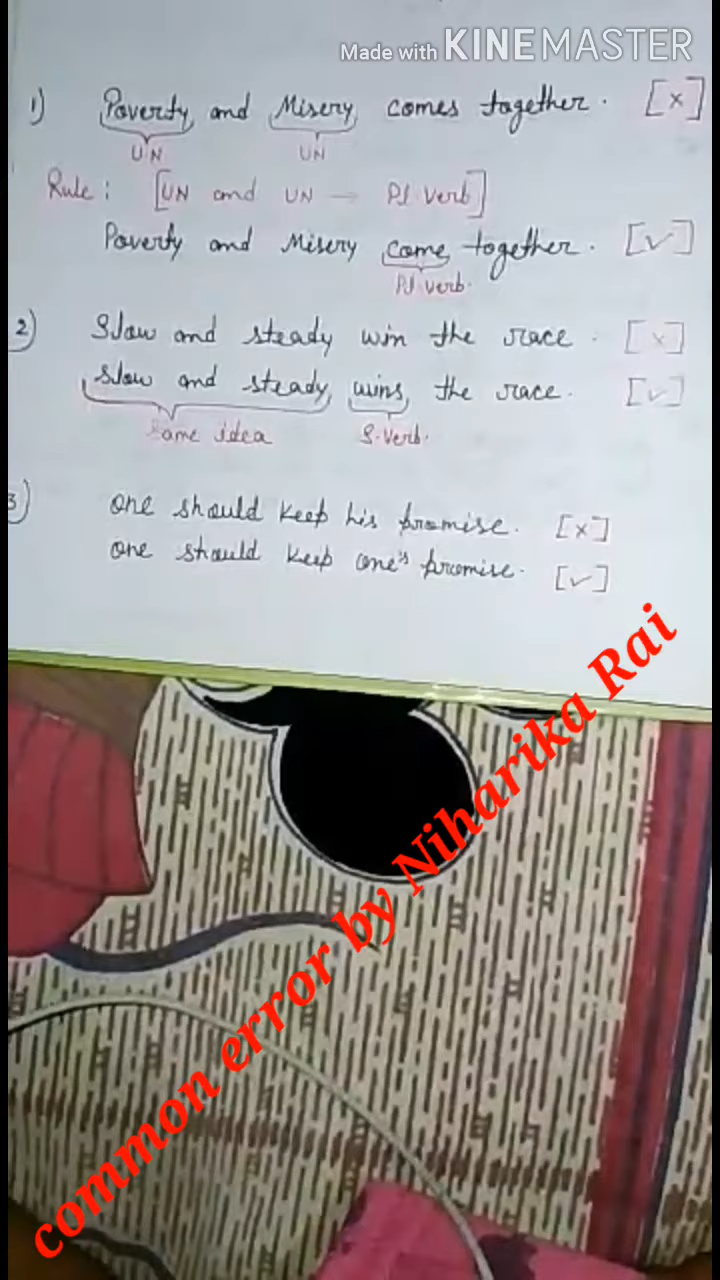 Made with KINEMASTER
1) Poverty and Misery comes together. [×]
UN UN
Rule: [UN and UN → Pl verb]
Poverty and Misery come together. [✓]
Pl verb.
2) Slow and steady win the race. [×]
Slow and steady wins the race. [✓]
Same idea S.verb.
3) One should keep his promise. [×]
One should keep one's promise. [✓]
common error by Niharika Rai